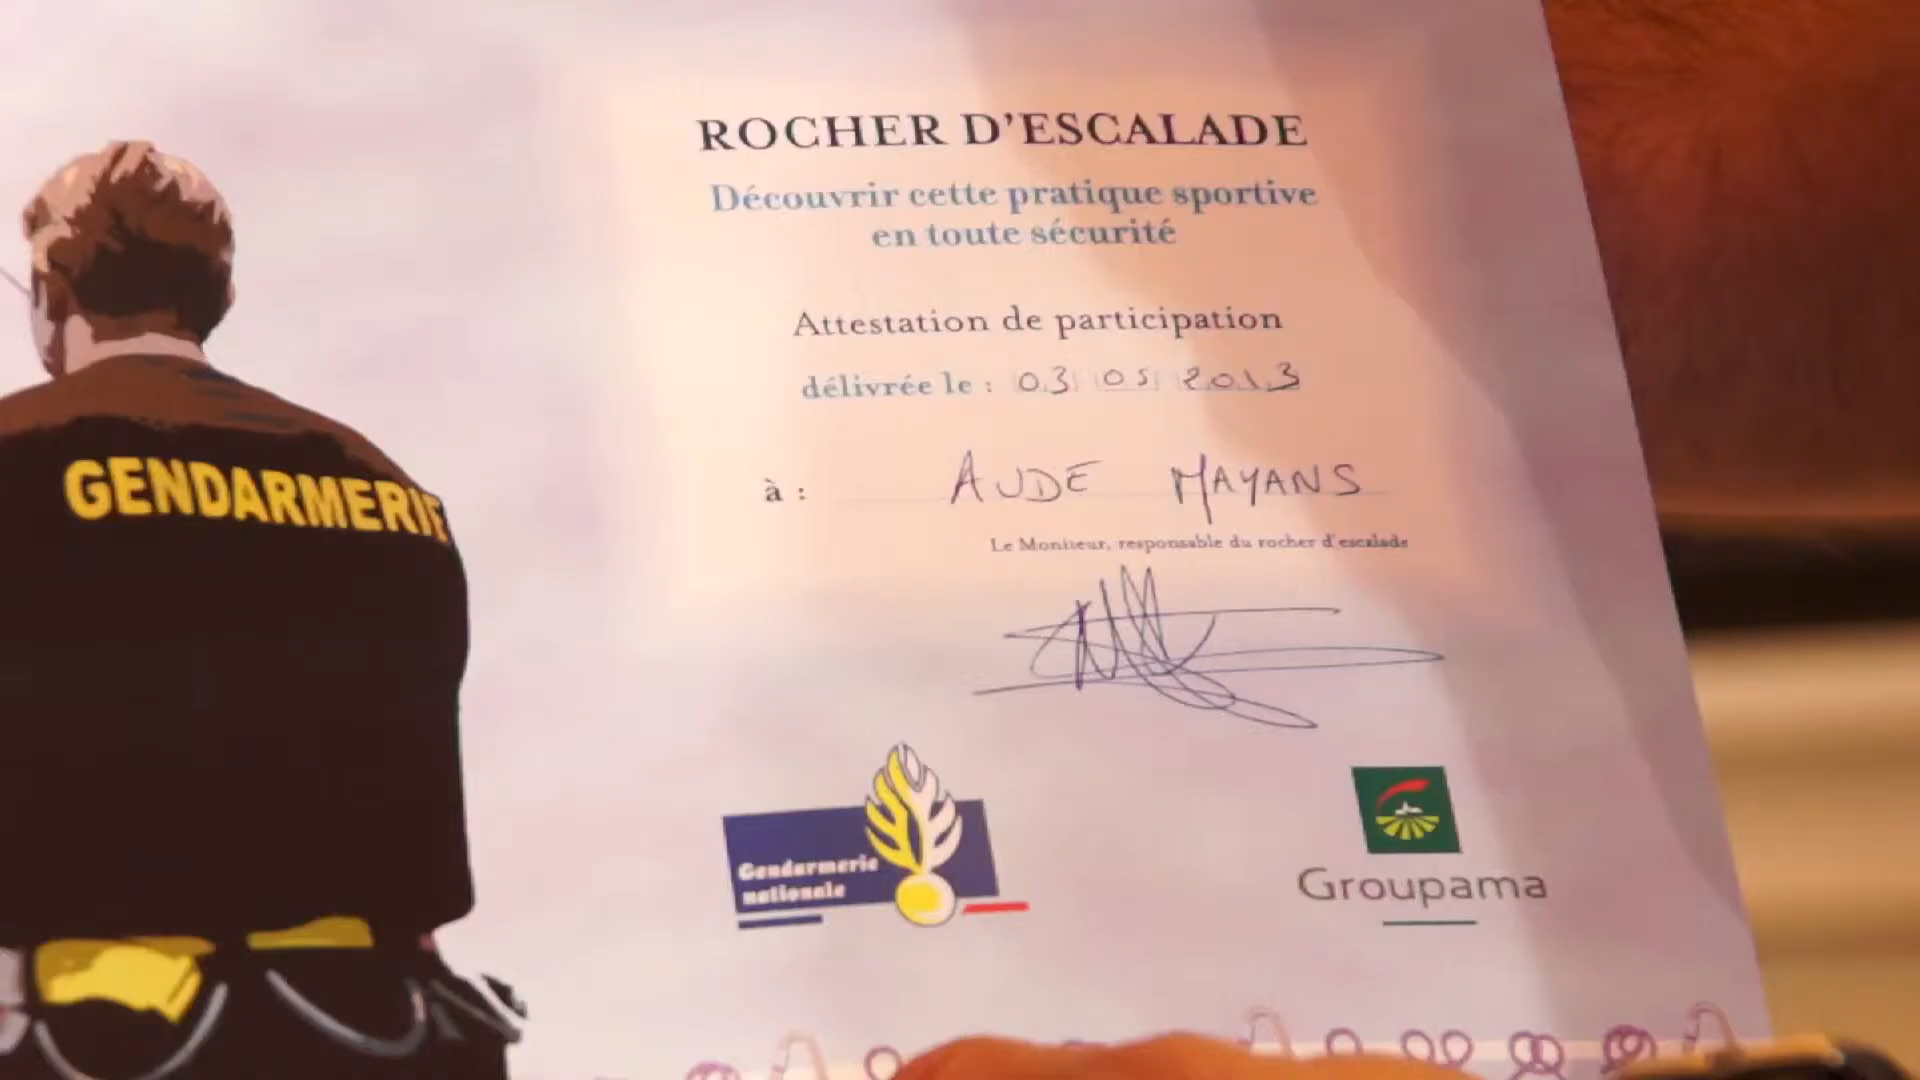 ROCHER D'ESCALADE
Découvrir cette pratique sportive
en toute sécurité
Attestation de participation
délivrée le : 03 05 2013
à : AUDE MAYANS
Le Moniteur, responsable du rocher d'escalade
GENDARMERIE
Gendarmerie
nationale
Groupama